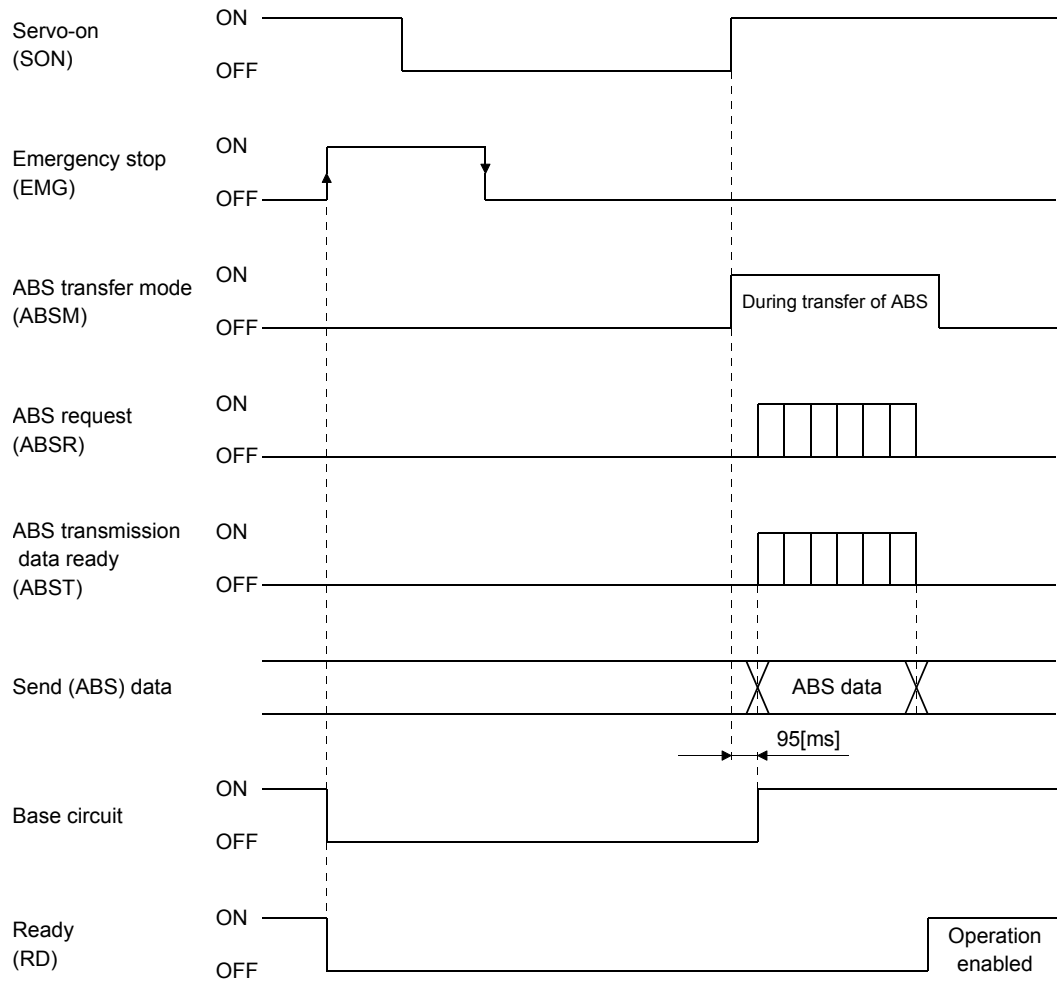 Servo-on
(SON)
ON
OFF
Emergency stop
(EMG)
ON
OFF
ABS transfer mode
(ABSM)
ON
OFF
During transfer of ABS
ABS request
(ABSR)
ON
OFF
ABS transmission
data ready
(ABST)
ON
OFF
Send (ABS) data
ABS data
95[ms]
Base circuit
ON
OFF
Ready
(RD)
ON
OFF
Operation
enabled